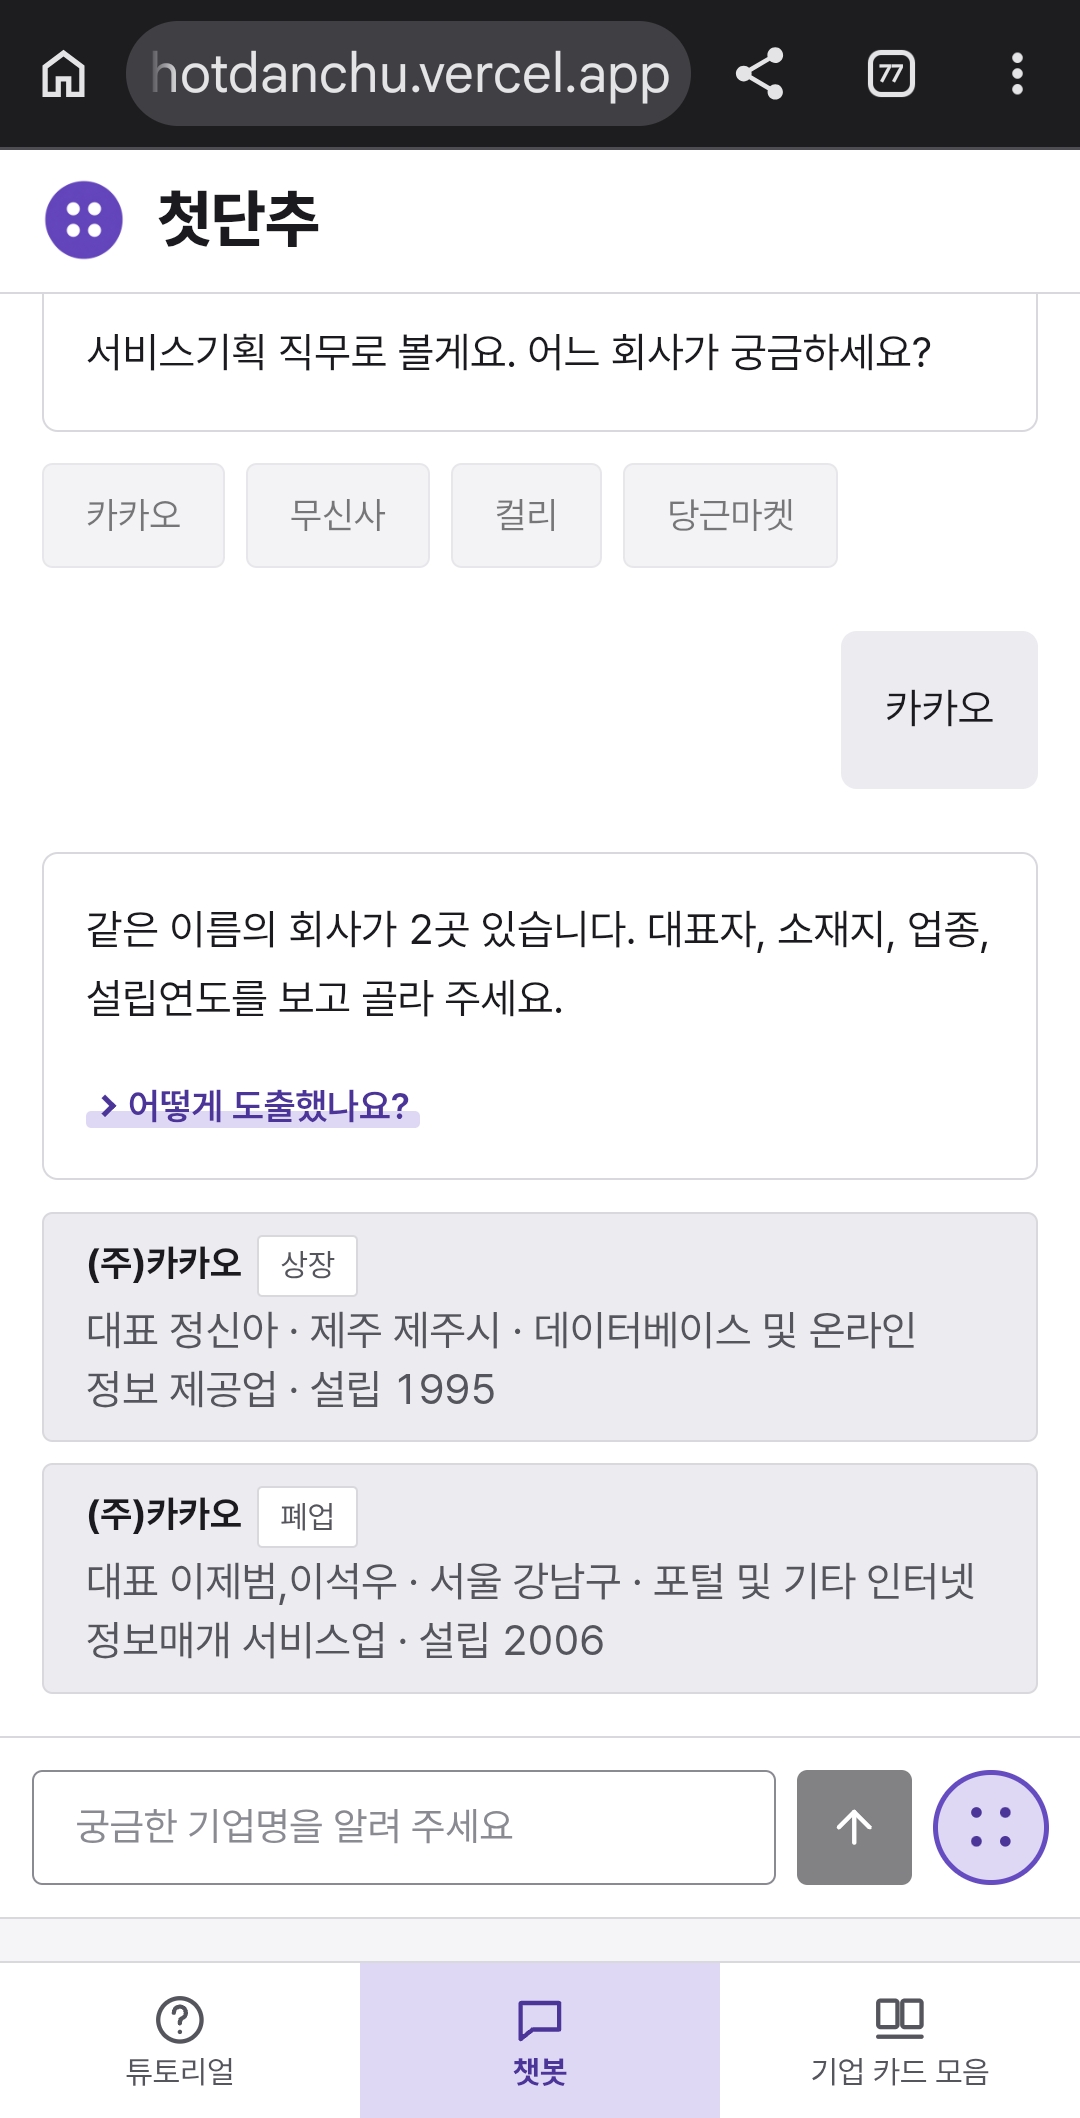 hotdanchu.vercel.app
77
첫단추
서비스기획 직무로 볼게요. 어느 회사가 궁금하세요?
카카오 무신사 컬리 당근마켓
카카오
같은 이름의 회사가 2곳 있습니다. 대표자, 소재지, 업종,
설립연도를 보고 골라 주세요.
어떻게 도출했나요?
(주)카카오 상장
대표 정신아 · 제주 제주시 · 데이터베이스 및 온라인
정보 제공업 · 설립 1995
(주)카카오 폐업
대표 이제범,이석우 · 서울 강남구 · 포털 및 기타 인터넷
정보매개 서비스업 · 설립 2006
궁금한 기업명을 알려 주세요
튜토리얼 챗봇 기업 카드 모음